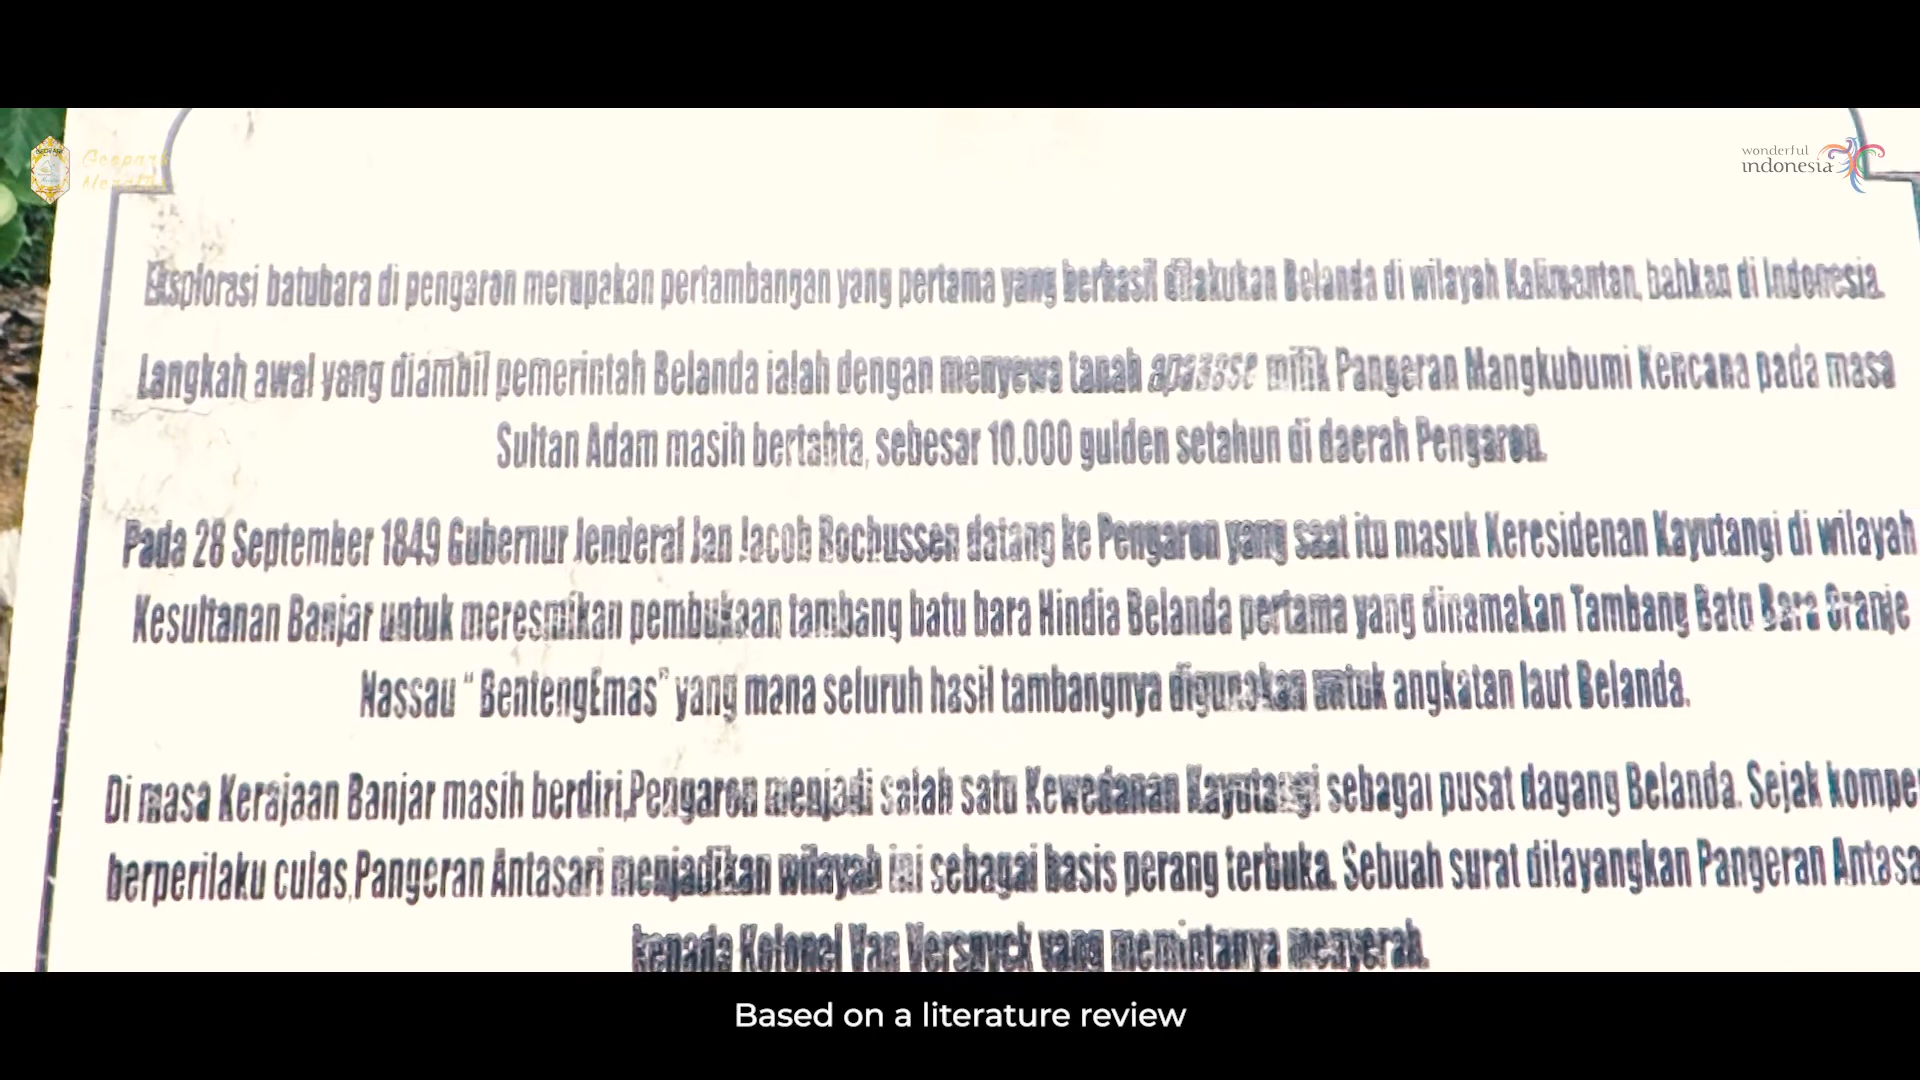 Geopark
Meratus
wonderful
indonesia
Eksplorasi batubara di pengaron merupakan pertambangan yang pertama yang berhasil dilakukan Belanda di wilayah Kalimantan, bahkan di Indonesia.
Langkah awal yang diambil pemerintah Belanda ialah dengan menyewa tanah milik Pangeran Mangkubumi Kencana pada masa
Sultan Adam masih bertahta, sebesar 10.000 gulden setahun di daerah Pengaron.
Pada 28 September 1849 Gubernur Jenderal Jan Jacob Rochussen datang ke Pengaron yang saat itu masuk Keresidenan Kayutangi di wilayah
Kesultanan Banjar untuk meresmikan pembukaan tambang batu bara Hindia Belanda pertama yang dinamakan Tambang Batu Bara Oranje
Nassau “ BentengEmas” yang mana seluruh hasil tambangnya digunakan untuk angkatan laut Belanda.
Di masa Kerajaan Banjar masih berdiri,Pengaron menjadi salah satu Kewedanan Kayutangi sebagai pusat dagang Belanda. Sejak kompe
berperilaku culas,Pangeran Antasari menjadikan wilayah ini sebagai basis perang terbuka. Sebuah surat dilayangkan Pangeran Antasa
kepada Kolonel Van Verspyck yang memintanya menyerah.
Based on a literature review